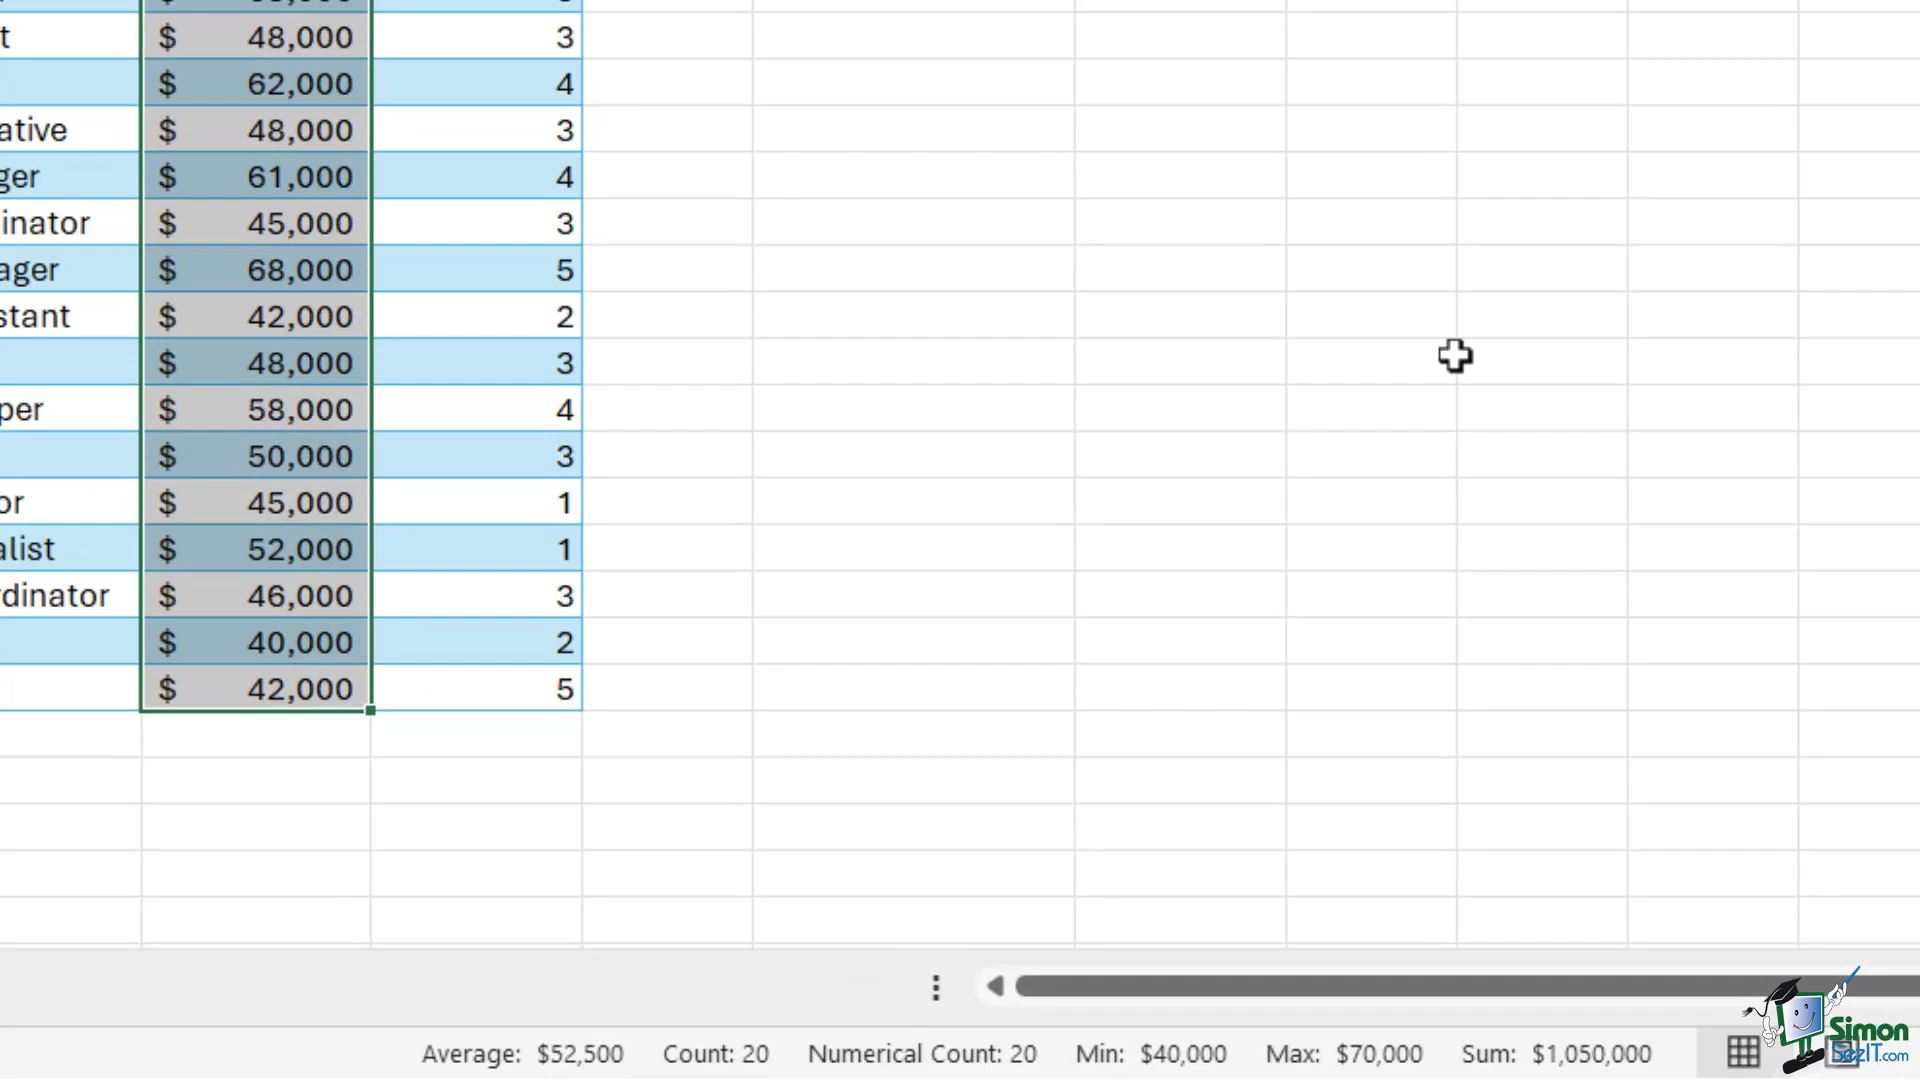 t $ 48,000 3
$ 62,000 4
ative $ 48,000 3
ger $ 61,000 4
inator $ 45,000 3
ager $ 68,000 5
stant $ 42,000 2
$ 48,000 3
per $ 58,000 4
$ 50,000 3
or $ 45,000 1
alist $ 52,000 1
rdinator $ 46,000 3
$ 40,000 2
$ 42,000 5
Average: $52,500 Count: 20 Numerical Count: 20 Min: $40,000 Max: $70,000 Sum: $1,050,000
Simon
SezIT.com